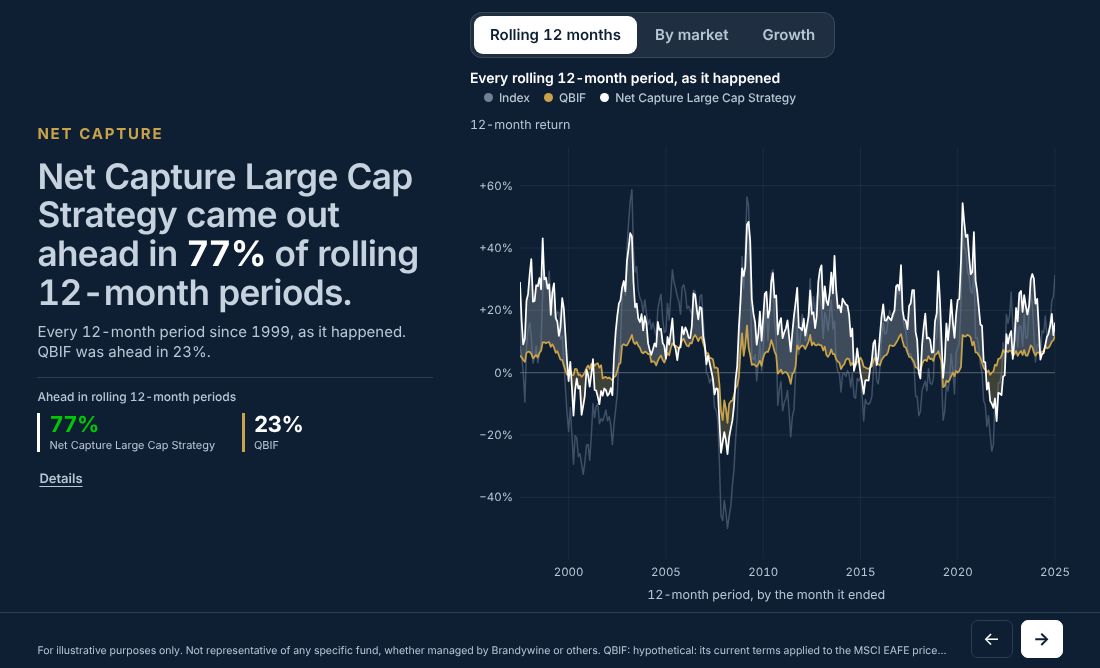 Rolling 12 months
By market
Growth
Every rolling 12-month period, as it happened
Index
QBIF
Net Capture Large Cap Strategy
12-month return
NET CAPTURE
Net Capture Large Cap
Strategy came out
ahead in 77% of rolling
12-month periods.
Every 12-month period since 1999, as it happened.
QBIF was ahead in 23%.
Ahead in rolling 12-month periods
77%
Net Capture Large Cap Strategy
23%
QBIF
Details
+60%
+40%
+20%
0%
−20%
−40%
2000
2005
2010
2015
2020
2025
12-month period, by the month it ended
For illustrative purposes only. Not representative of any specific fund, whether managed by Brandywine or others. QBIF: hypothetical: its current terms applied to the MSCI EAFE price…